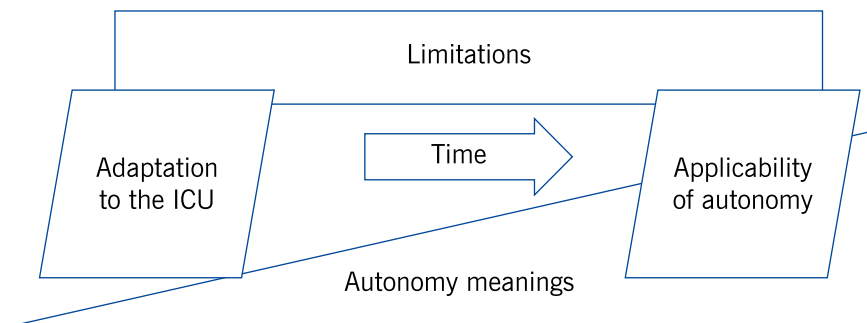 Limitations
Adaptation
to the ICU
Time
Applicability
of autonomy
Autonomy meanings